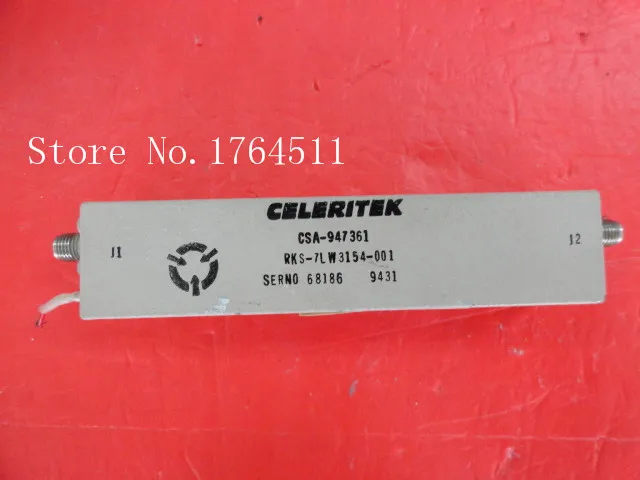 Store No.1764511
CELERITEK
CSA-947361
J1
J2
RKS-7LW3154-001
SERNO 68186 9431